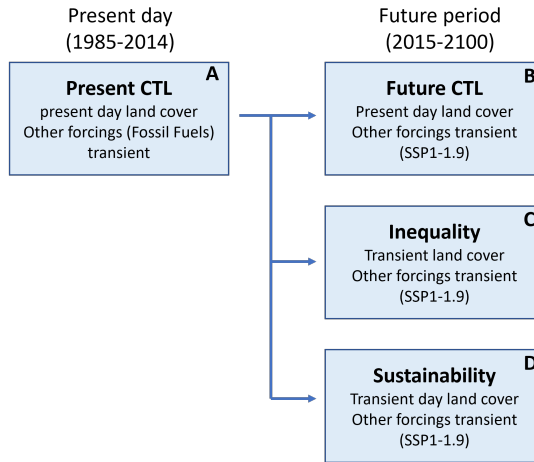 Present day
(1985-2014)
Future period
(2015-2100)
A
Present CTL
present day land cover
Other forcings (Fossil Fuels)
transient
B
Future CTL
Present day land cover
Other forcings transient
(SSP1-1.9)
C
Inequality
Transient land cover
Other forcings transient
(SSP1-1.9)
D
Sustainability
Transient day land cover
Other forcings transient
(SSP1-1.9)